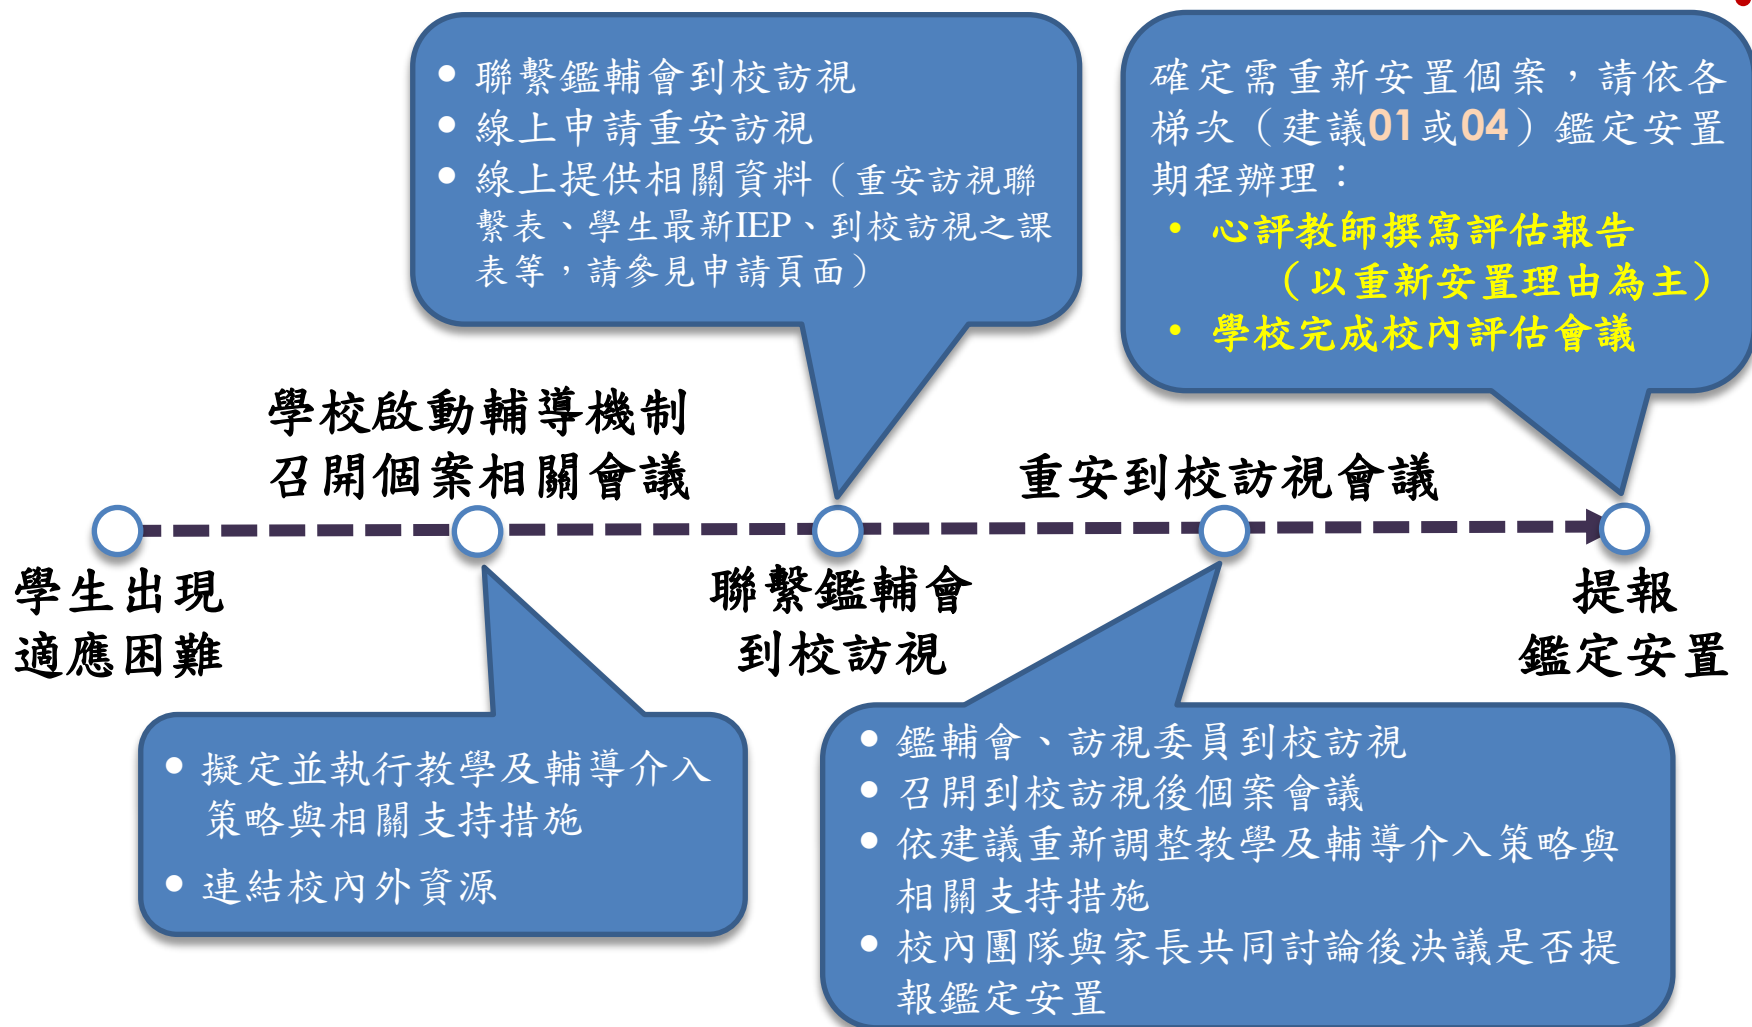 • 聯繫鑑輔會到校訪視
• 線上申請重安訪視
• 線上提供相關資料（重安訪視聯
繫表、學生最新IEP、到校訪視之課
表等，請參見申請頁面）
確定需重新安置個案，請依各
梯次（建議01或04）鑑定安置
期程辦理：
• 心評教師撰寫評估報告
（以重新安置理由為主）
• 學校完成校內評估會議
學校啟動輔導機制
召開個案相關會議
重安到校訪視會議
學生出現
適應困難
聯繫鑑輔會
到校訪視
提報
鑑定安置
• 擬定並執行教學及輔導介入
策略與相關支持措施
• 連結校內外資源
• 鑑輔會、訪視委員到校訪視
• 召開到校訪視後個案會議
• 依建議重新調整教學及輔導介入策略與
相關支持措施
• 校內團隊與家長共同討論後決議是否提
報鑑定安置